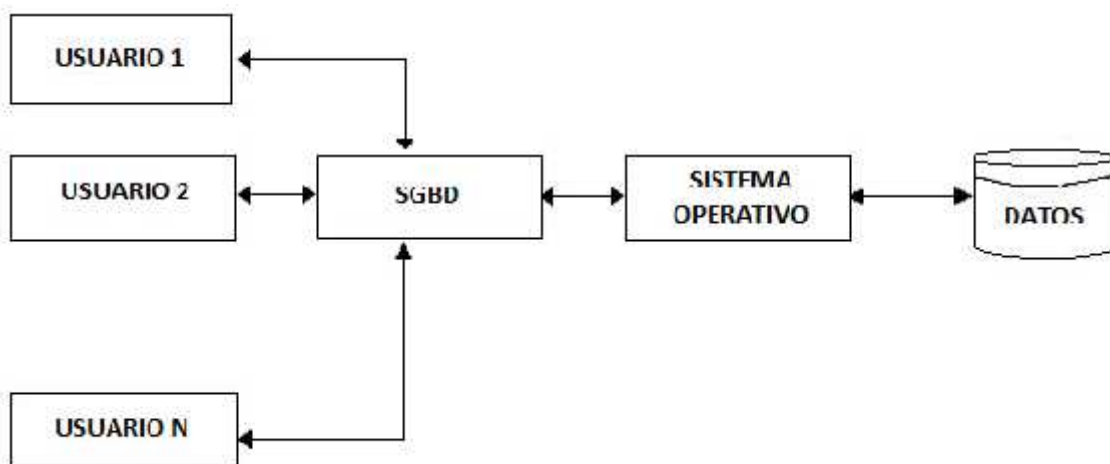 USUARIO 1
USUARIO 2
SGBD
SISTEMA
OPERATIVO
DATOS
USUARIO N